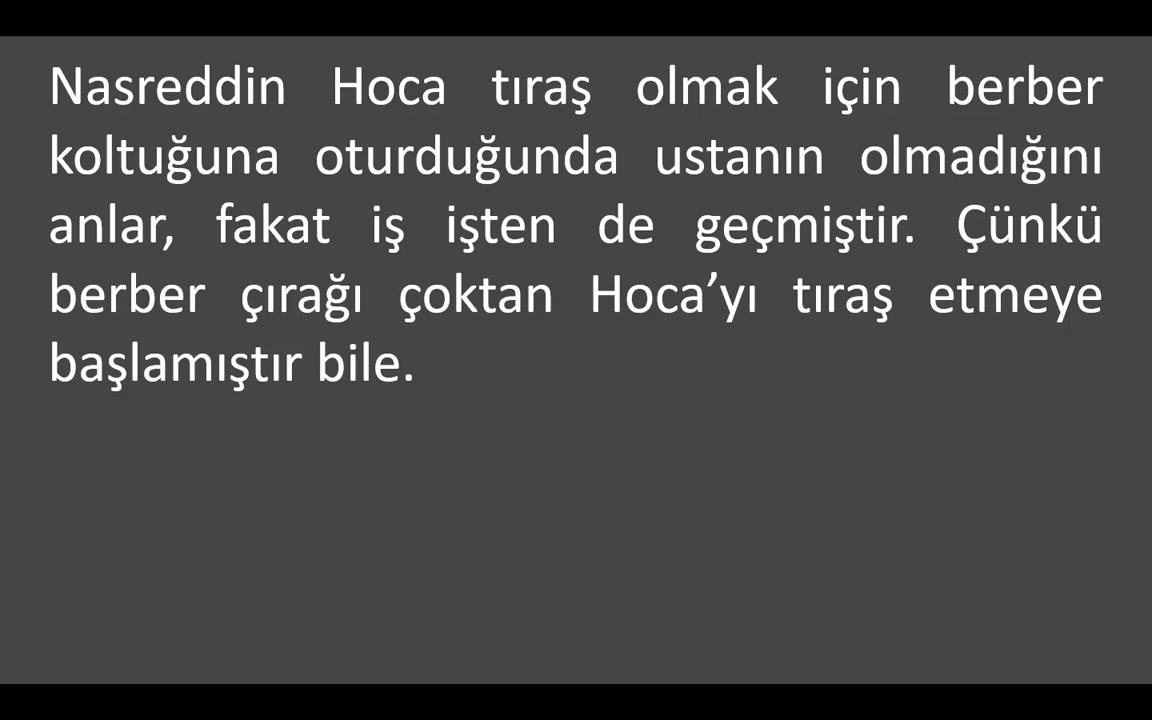 Nasreddin Hoca tıraş olmak için berber
koltuğuna oturduğunda ustanın olmadığını
anlar, fakat iş işten de geçmiştir. Çünkü
berber çırağı çoktan Hoca’yı tıraş etmeye
başlamıştır bile.